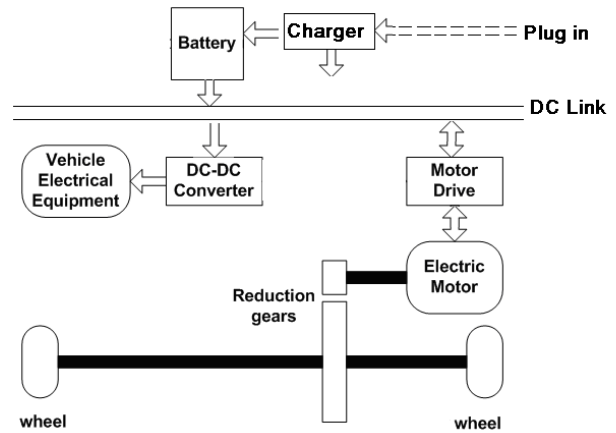 Battery
Charger
Plug in
DC Link
Vehicle
Electrical
Equipment
DC-DC
Converter
Motor
Drive
Electric
Motor
Reduction
gears
wheel
wheel